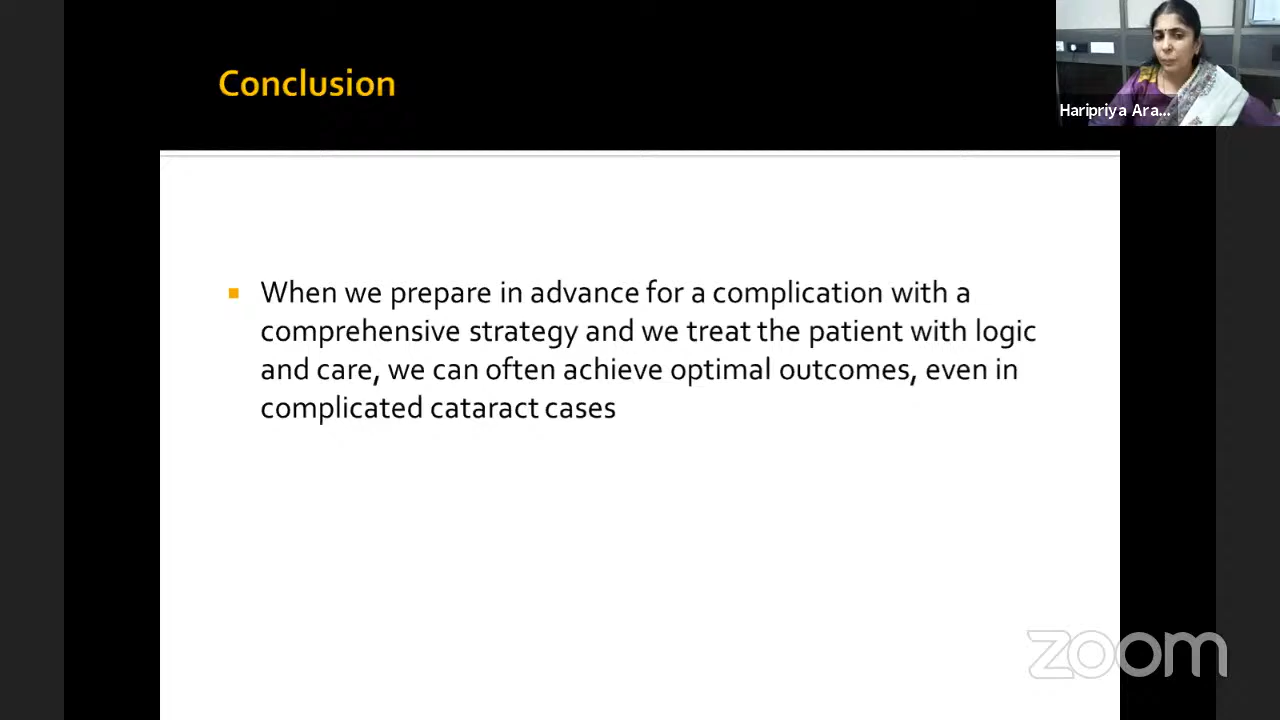 Conclusion
Haripriya Ara...
When we prepare in advance for a complication with a
comprehensive strategy and we treat the patient with logic
and care, we can often achieve optimal outcomes, even in
complicated cataract cases
zoom